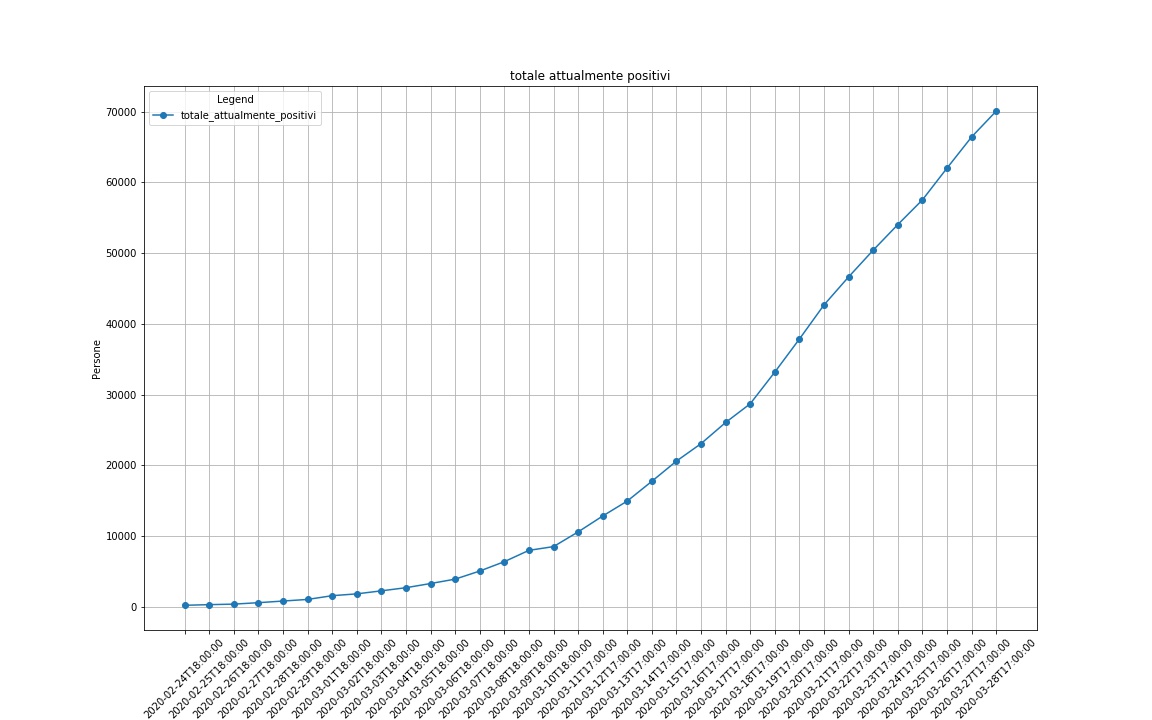 totale attualmente positivi
Legend
totale_attualmente_positivi
70000
60000
50000
40000
30000
20000
10000
0
Persone
2020-02-24T18:00:00
2020-02-25T18:00:00
2020-02-26T18:00:00
2020-02-27T18:00:00
2020-02-28T18:00:00
2020-02-29T18:00:00
2020-03-01T18:00:00
2020-03-02T18:00:00
2020-03-03T18:00:00
2020-03-04T18:00:00
2020-03-05T18:00:00
2020-03-06T18:00:00
2020-03-07T18:00:00
2020-03-08T18:00:00
2020-03-09T18:00:00
2020-03-10T18:00:00
2020-03-11T17:00:00
2020-03-12T17:00:00
2020-03-13T17:00:00
2020-03-14T17:00:00
2020-03-15T17:00:00
2020-03-16T17:00:00
2020-03-17T17:00:00
2020-03-18T17:00:00
2020-03-19T17:00:00
2020-03-20T17:00:00
2020-03-21T17:00:00
2020-03-22T17:00:00
2020-03-23T17:00:00
2020-03-24T17:00:00
2020-03-25T17:00:00
2020-03-26T17:00:00
2020-03-27T17:00:00
2020-03-28T17:00:00